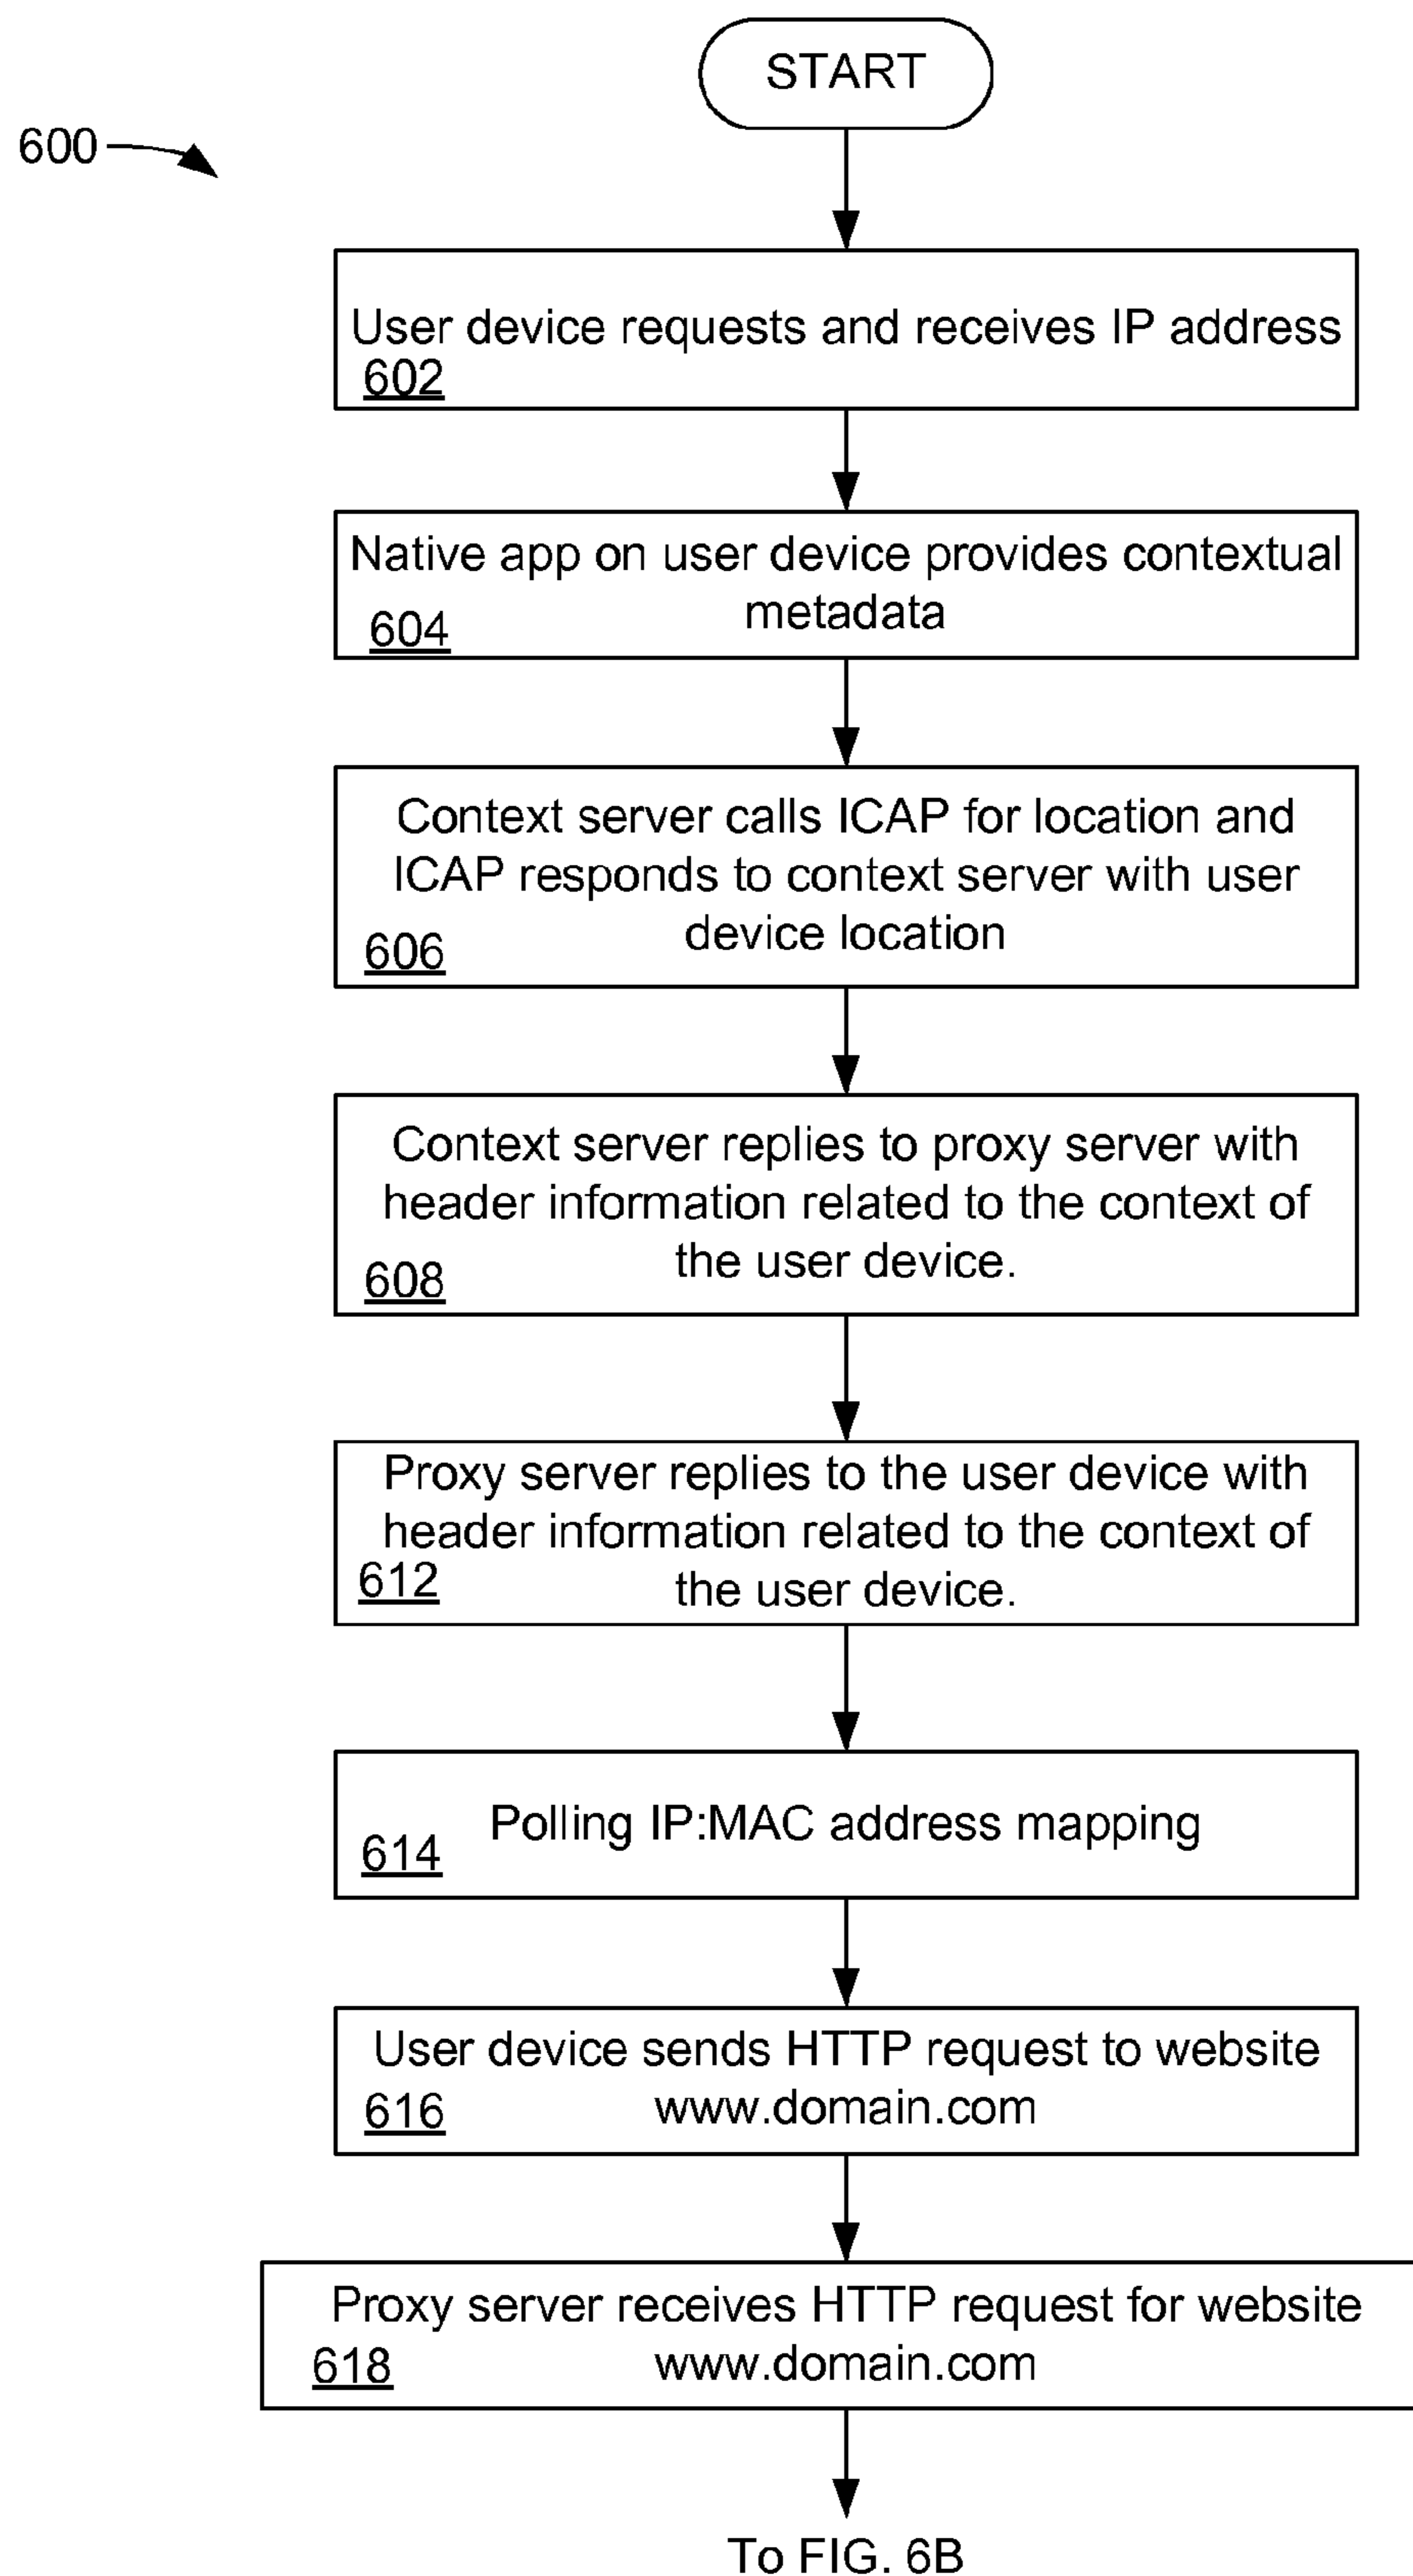 START
600
User device requests and receives IP address
602
Native app on user device provides contextual
metadata
604
Context server calls ICAP for location and
ICAP responds to context server with user
device location
606
Context server replies to proxy server with
header information related to the context of
the user device.
608
Proxy server replies to the user device with
header information related to the context of
the user device.
612
Polling IP:MAC address mapping
614
User device sends HTTP request to website
www.domain.com
616
Proxy server receives HTTP request for website
www.domain.com
618
To FIG. 6B